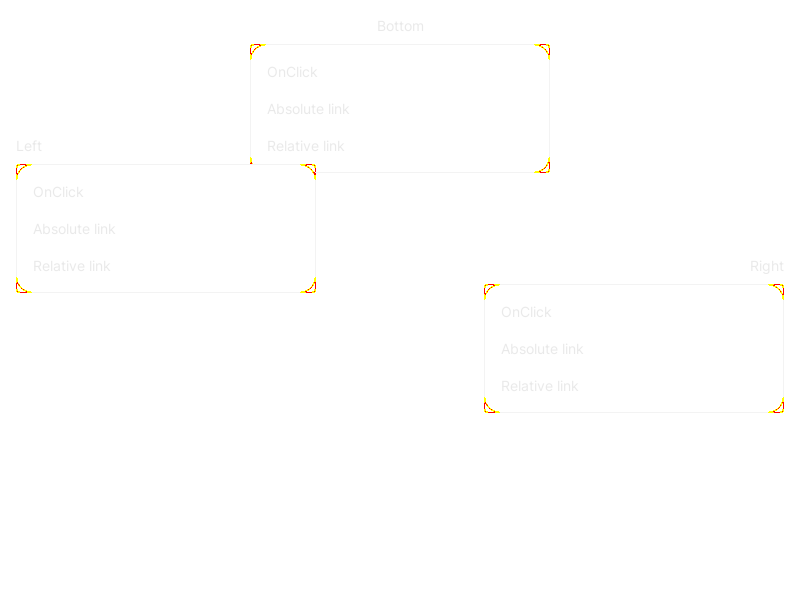 Bottom
OnClick
Absolute link
Relative link
Left
OnClick
Absolute link
Relative link
Right
OnClick
Absolute link
Relative link